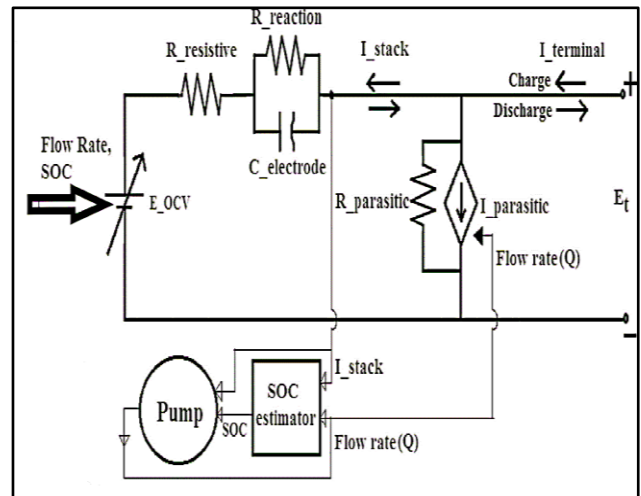 R_reaction
R_resistive
I_stack
I_terminal
Charge
+
Discharge
C_electrode
Flow Rate,
SOC
E_OCV
R_parasitic
I_parasitic
E_t
Flow rate(Q)
−
I_stack
Pump
SOC
SOC
estimator
Flow rate(Q)